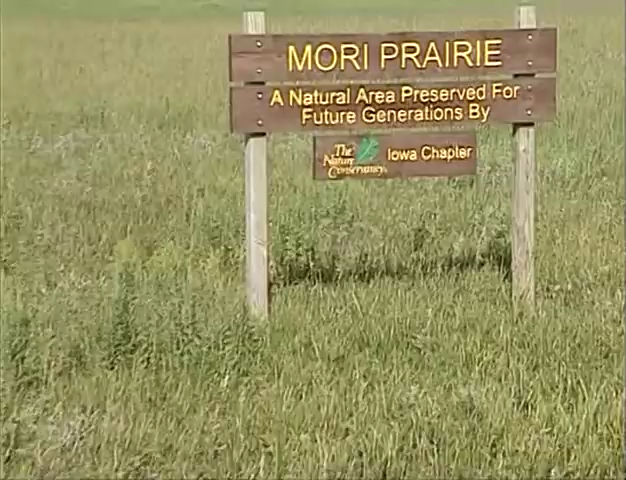 MORI PRAIRIE
A Natural Area Preserved For
Future Generations By
The
Nature
Conservancy®
Iowa Chapter